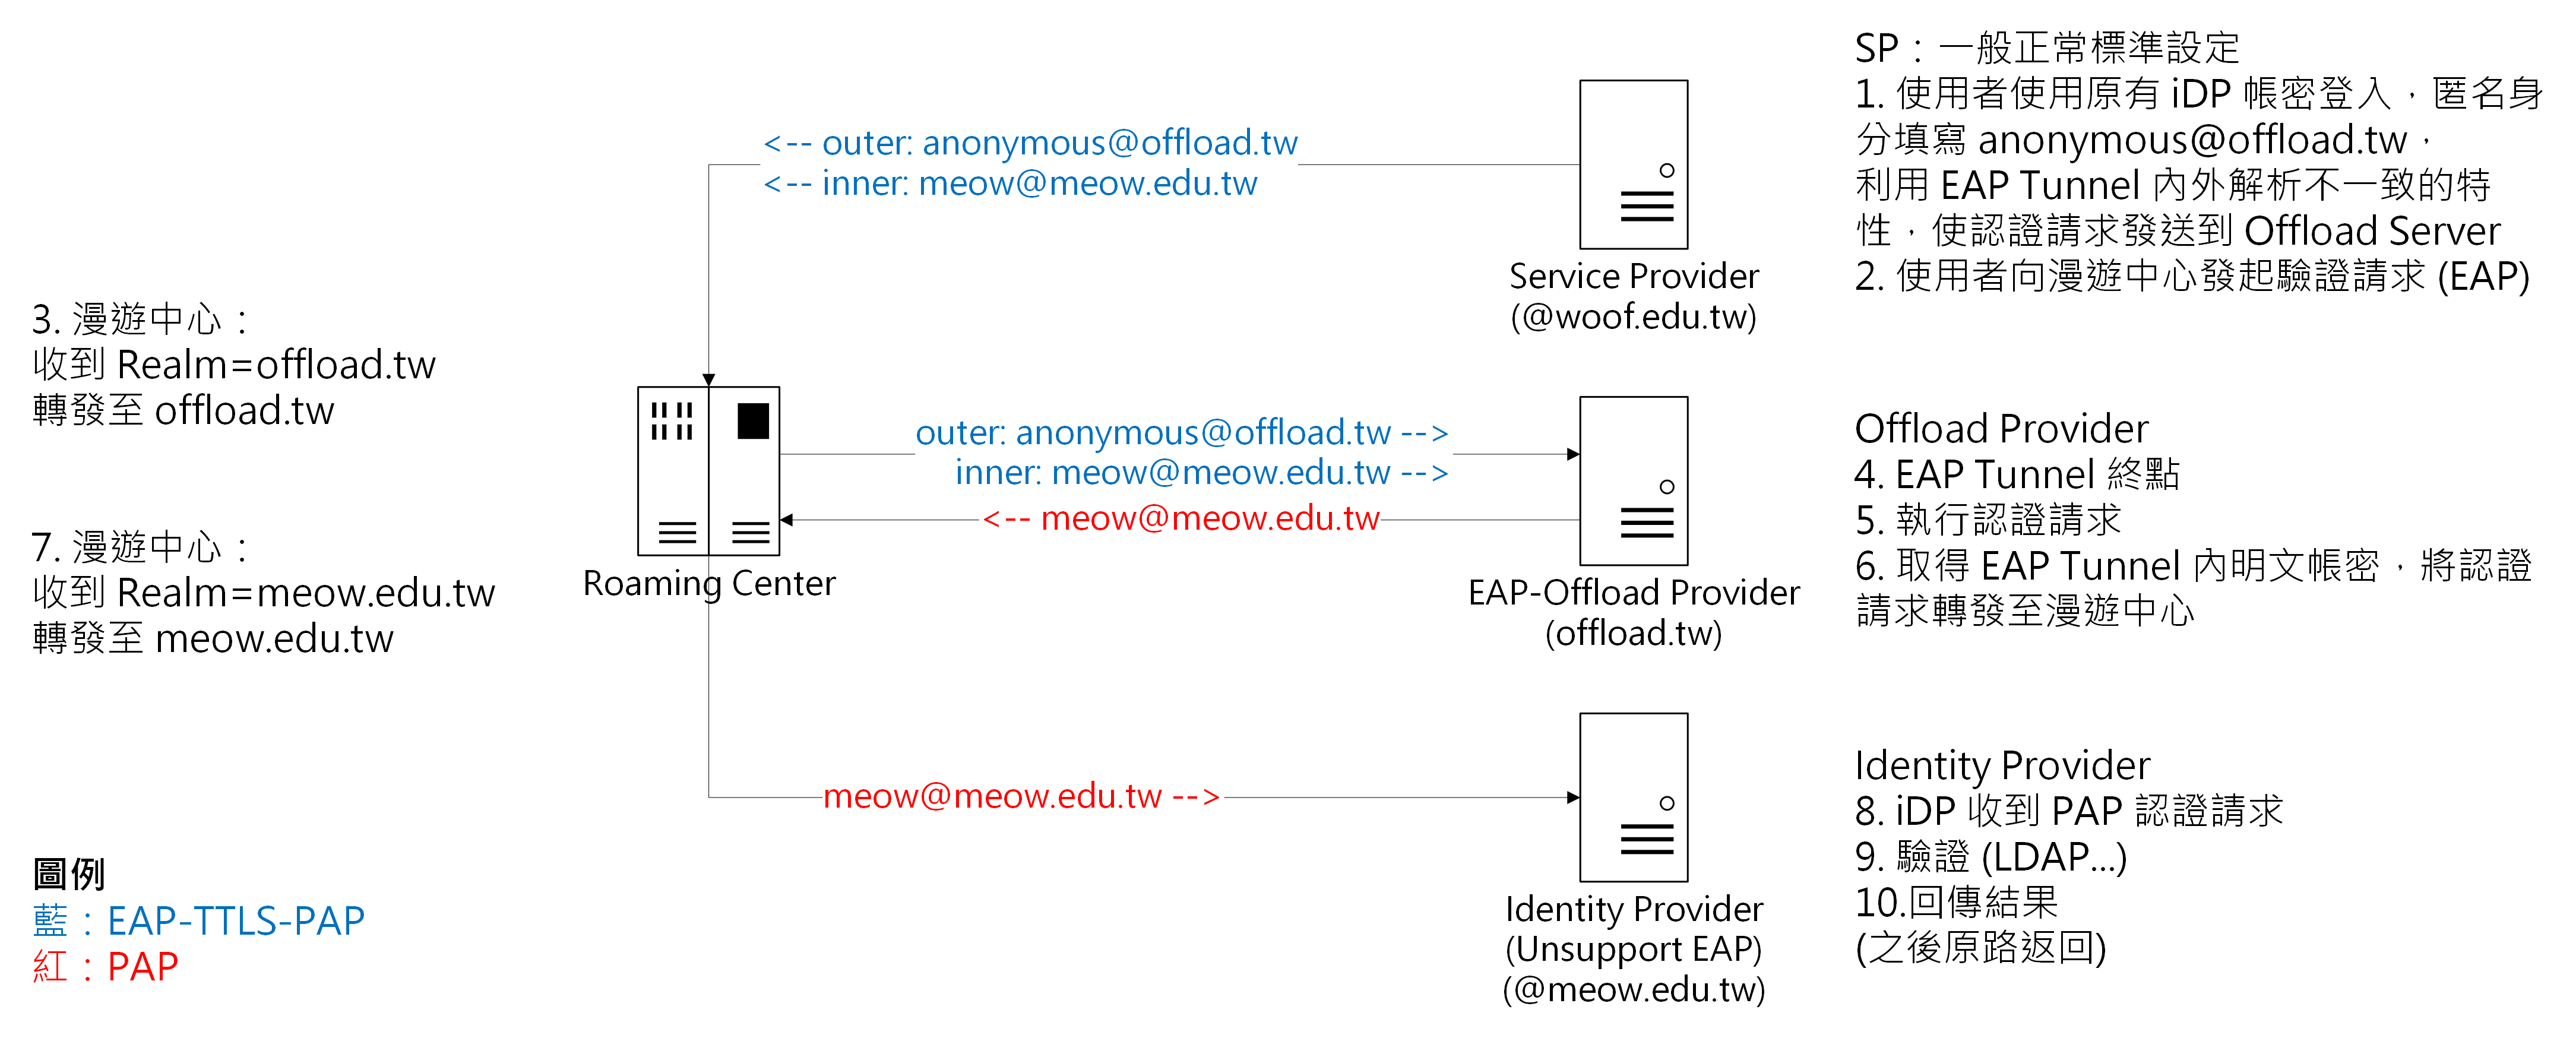 SP：一般正常標準設定
1. 使用者使用原有 iDP 帳密登入，匿名身
分填寫 anonymous@offload.tw，
利用 EAP Tunnel 內外解析不一致的特
性，使認證請求發送到 Offload Server
2. 使用者向漫遊中心發起驗證請求 (EAP)
<-- outer: anonymous@offload.tw
<-- inner: meow@meow.edu.tw
Service Provider
(@woof.edu.tw)
3. 漫遊中心：
收到 Realm=offload.tw
轉發至 offload.tw
outer: anonymous@offload.tw -->
inner: meow@meow.edu.tw -->
<-- meow@meow.edu.tw
Roaming Center
EAP-Offload Provider
(offload.tw)
Offload Provider
4. EAP Tunnel 終點
5. 執行認證請求
6. 取得 EAP Tunnel 內明文帳密，將認證
請求轉發至漫遊中心
7. 漫遊中心：
收到 Realm=meow.edu.tw
轉發至 meow.edu.tw
meow@meow.edu.tw -->
Identity Provider
(Unsupport EAP)
(@meow.edu.tw)
Identity Provider
8. iDP 收到 PAP 認證請求
9. 驗證 (LDAP...)
10.回傳結果
(之後原路返回)
圖例
藍：EAP-TTLS-PAP
紅：PAP